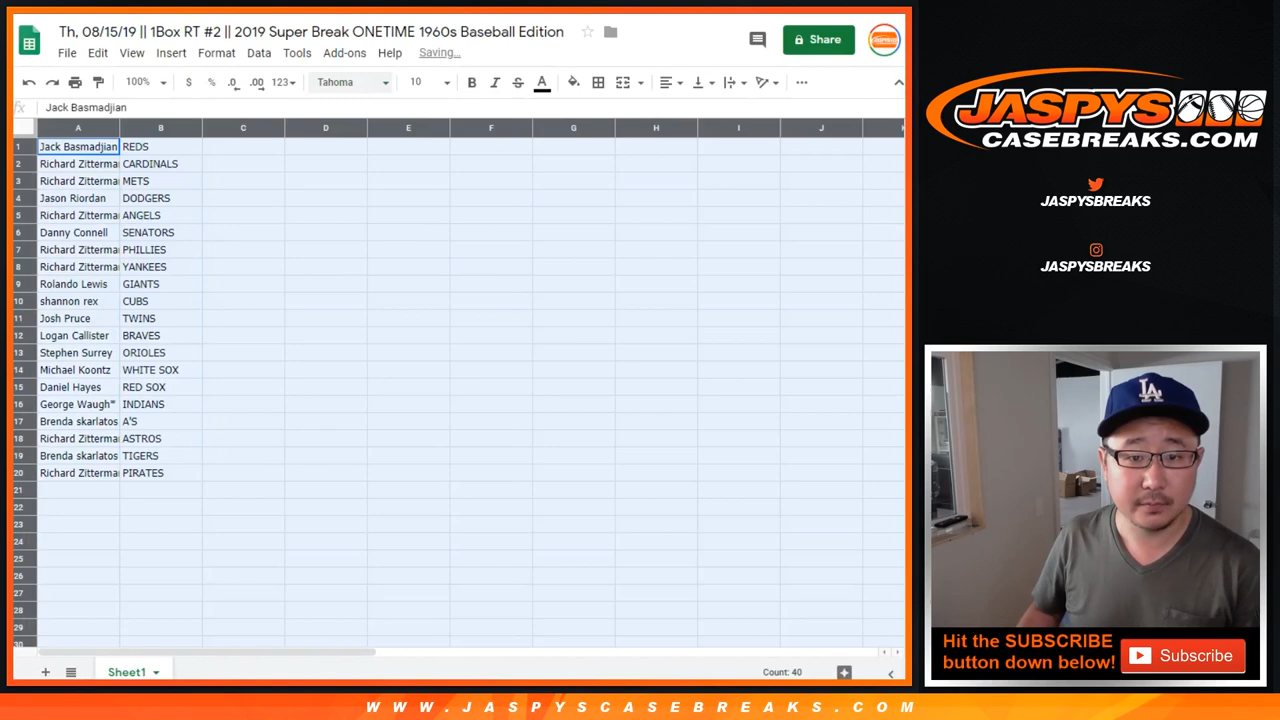 Th, 08/15/19 || 1Box RT #2 || 2019 Super Break ONETIME 1960s Baseball Edition
File Edit View Insert Format Data Tools Add-ons Help Saving...
Share
100% $ % .0 .00 123 Tahoma 10 B I S A
fx Jack Basmadjian
A B C D E F G H I J
1 Jack Basmadjian REDS
2 Richard Zitterma CARDINALS
3 Richard Zitterma METS
4 Jason Riordan DODGERS
5 Richard Zitterma ANGELS
6 Danny Connell SENATORS
7 Richard Zitterma PHILLIES
8 Richard Zitterma YANKEES
9 Rolando Lewis GIANTS
10 shannon rex CUBS
11 Josh Pruce TWINS
12 Logan Callister BRAVES
13 Stephen Surrey ORIOLES
14 Michael Koontz WHITE SOX
15 Daniel Hayes RED SOX
16 George Waugh* INDIANS
17 Brenda skarlatos A'S
18 Richard Zitterma ASTROS
19 Brenda skarlatos TIGERS
20 Richard Zitterma PIRATES
21
22
23
24
25
26
27
28
29
30
Sheet1
Count: 40
JASPYS
CASEBREAKS.COM
JASPYSBREAKS
JASPYSBREAKS
LA
Hit the SUBSCRIBE
button down below!
Subscribe
WWW.JASPYSCASEBREAKS.COM